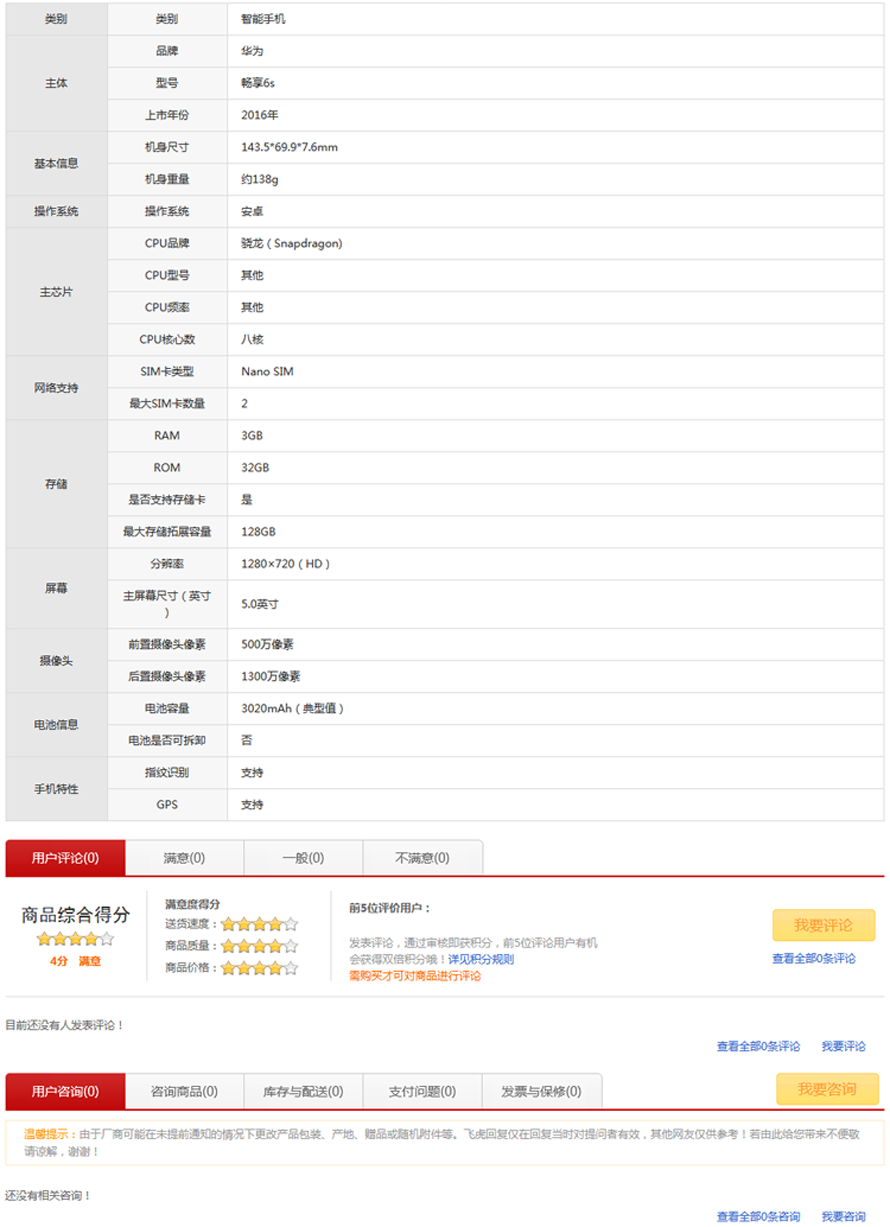 类别 类别 智能手机
主体 品牌 华为
型号 畅享6s
上市年份 2016年
基本信息 机身尺寸 143.5*69.9*7.6mm
机身重量 约138g
操作系统 操作系统 安卓
主芯片 CPU品牌 骁龙 ( Snapdragon)
CPU型号 其他
CPU频率 其他
CPU核心数 八核
网络支持 SIM卡类型 Nano SIM
最大SIM卡数量 2
存储 RAM 3GB
ROM 32GB
是否支持存储卡 是
最大存储拓展容量 128GB
屏幕 分辨率 1280×720 ( HD )
主屏幕尺寸 ( 英寸
) 5.0英寸
摄像头 前置摄像头像素 500万像素
后置摄像头像素 1300万像素
电池信息 电池容量 3020mAh ( 典型值 )
电池是否可拆卸 否
手机特性 指纹识别 支持
GPS 支持
用户评论(0) 满意(0) 一般(0) 不满意(0)
商品综合得分
4分 满意
满意度得分
送货速度：
商品质量：
商品价格：
前5位评价用户：
发表评论，通过审核即获积分，前5位评论用户有机
会获得双倍积分哦！详见积分规则
需购买才可对商品进行评论
我要评论
查看全部0条评论
目前还没有人发表评论！
查看全部0条评论 我要评论
用户咨询(0) 咨询商品(0) 库存与配送(0) 支付问题(0) 发票与保修(0) 我要咨询
温馨提示：由于厂商可能在未提前通知的情况下更改产品包装、产地、赠品或随机附件等。飞虎回复仅在回复当时对提问者有效，其他网友仅供参考！若由此给您带来不便敬
请谅解，谢谢！
还没有相关咨询！
查看全部0条咨询 我要咨询